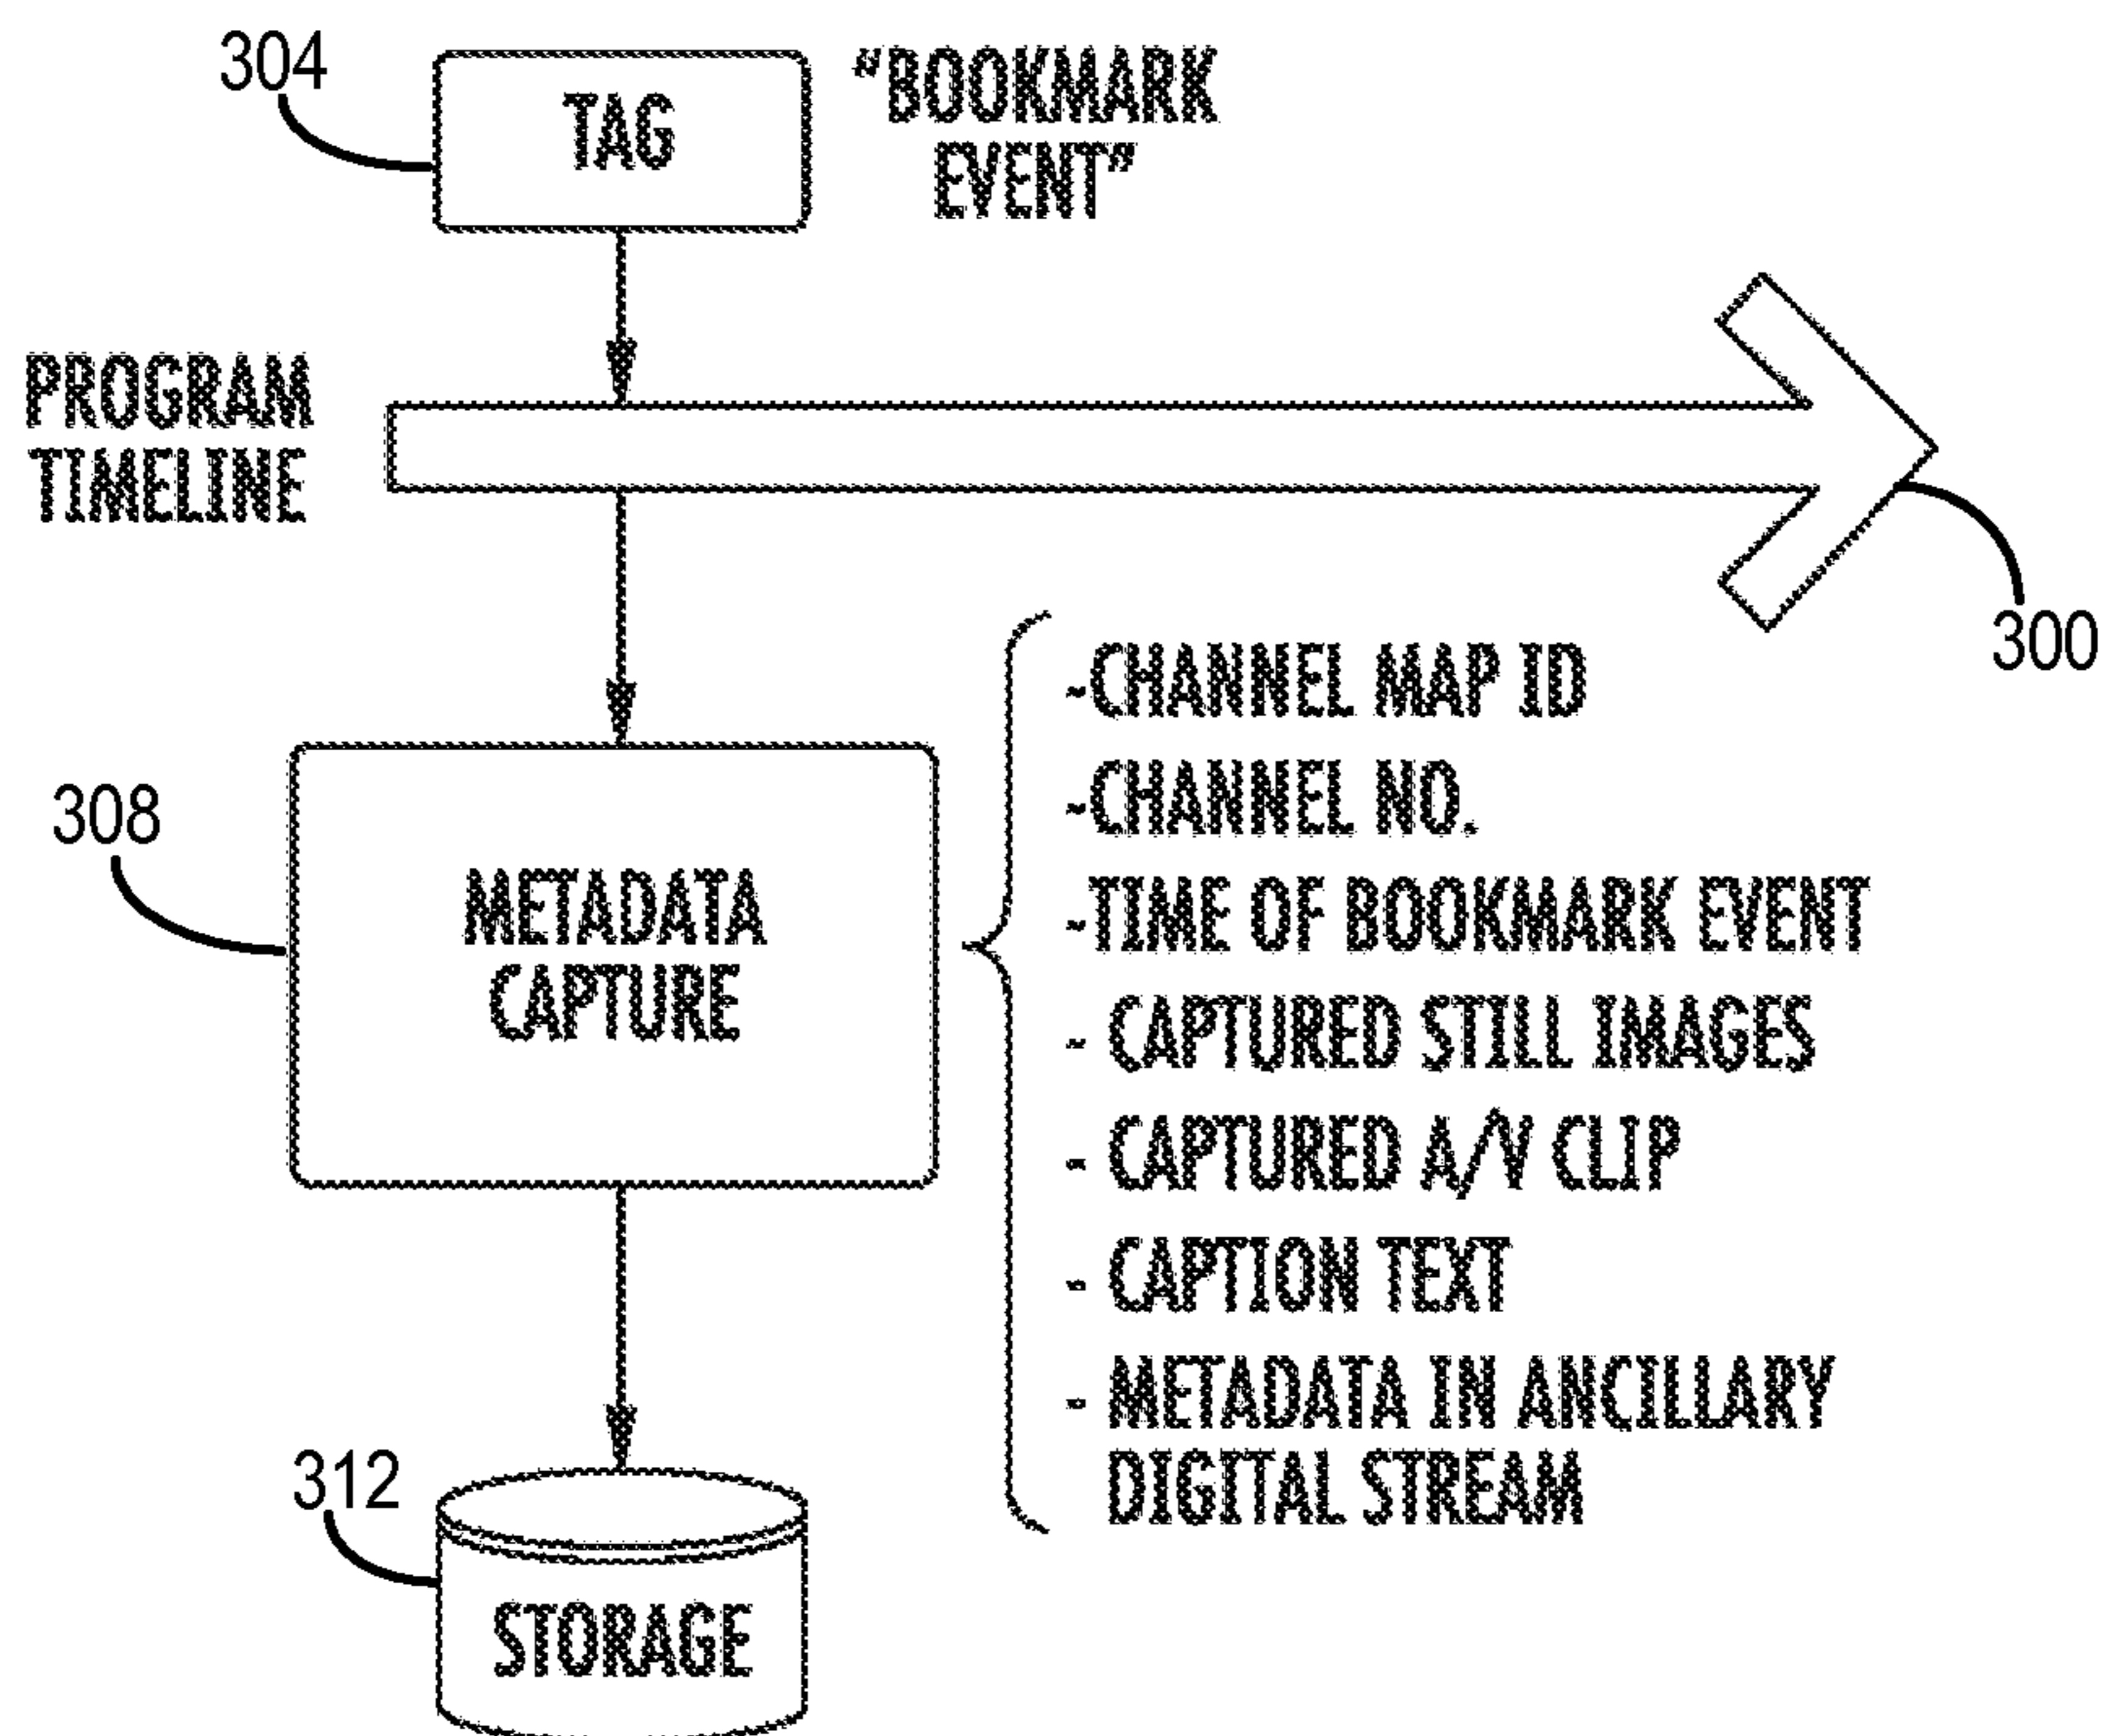 304
TAG
"BOOKMARK
EVENT"
PROGRAM
TIMELINE
300
308
METADATA
CAPTURE
-CHANNEL MAP ID
-CHANNEL NO.
-TIME OF BOOKMARK EVENT
- CAPTURED STILL IMAGES
- CAPTURED A/V CLIP
- CAPTION TEXT
- METADATA IN ANCILLARY
DIGITAL STREAM
312
STORAGE